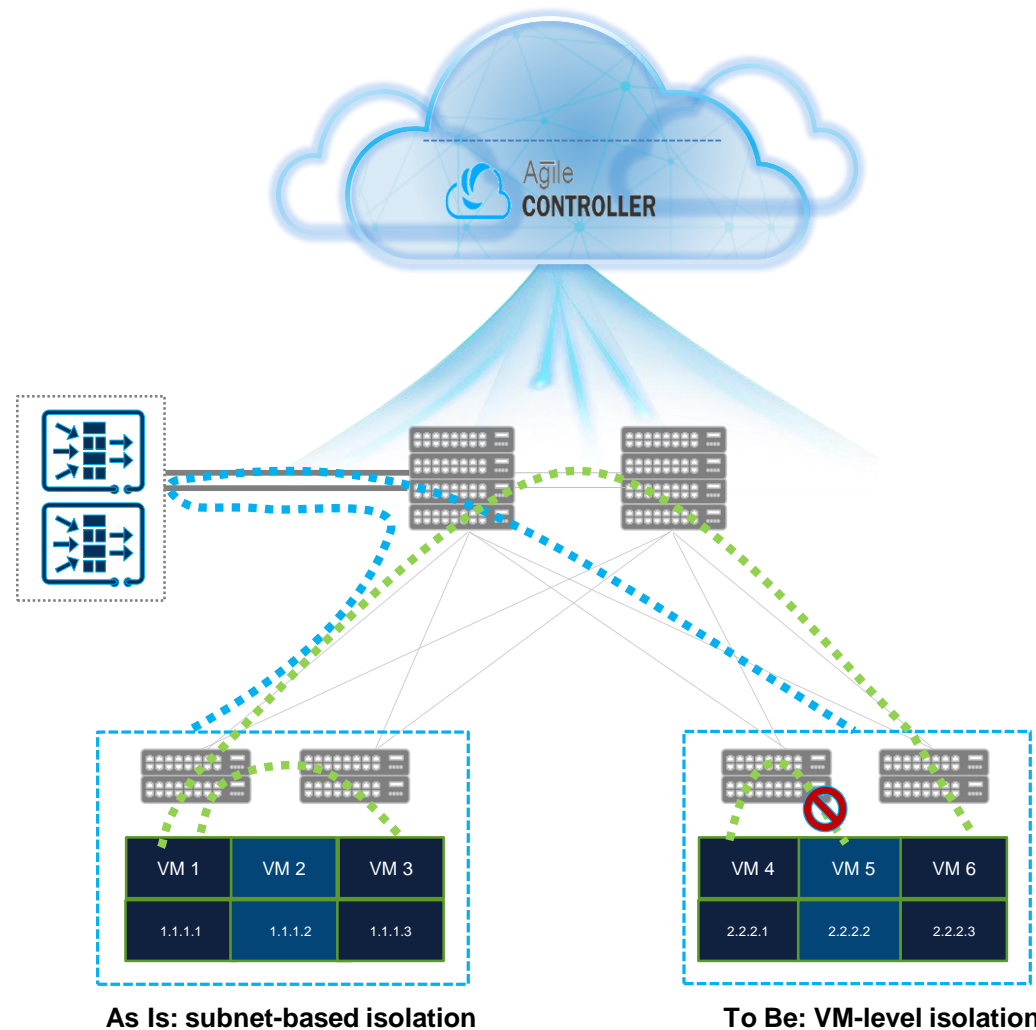 Agile
CONTROLLER
VM 1 VM 2 VM 3
1.1.1.1 1.1.1.2 1.1.1.3
VM 4 VM 5 VM 6
2.2.2.1 2.2.2.2 2.2.2.3
As Is: subnet-based isolation
To Be: VM-level isolation